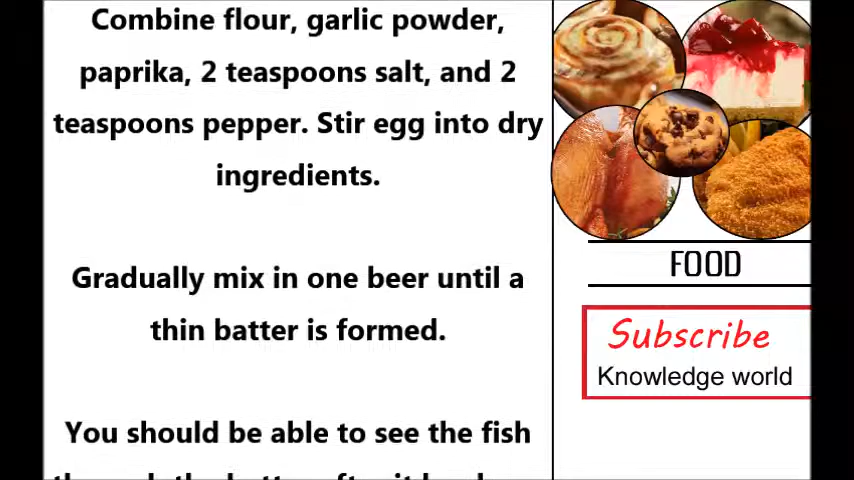 Combine flour, garlic powder,
paprika, 2 teaspoons salt, and 2
teaspoons pepper. Stir egg into dry
ingredients.
Gradually mix in one beer until a
thin batter is formed.
You should be able to see the fish
FOOD
Subscribe
Knowledge world